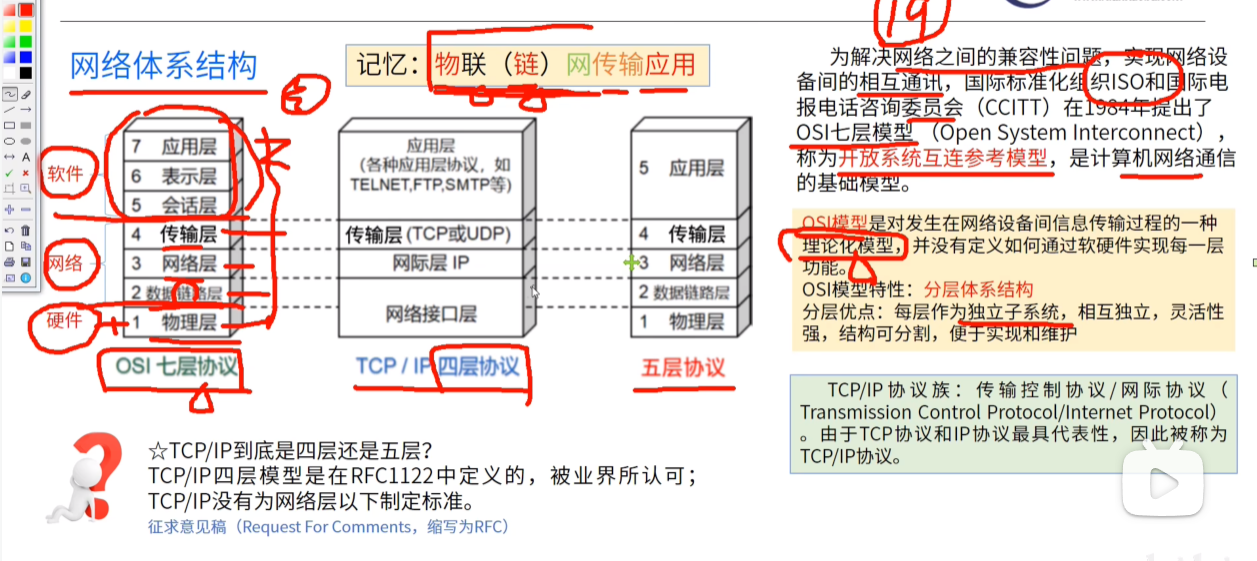 网络体系结构
记忆：物联（链）网传输应用
软件
网络
硬件
7 应用层
6 表示层
5 会话层
4 传输层
3 网络层
2 数据链路层
1 物理层
OSI 七层协议
应用层
（各种应用层协议，如
TELNET,FTP,SMTP等)
传输层(TCP或UDP)
网际层 IP
网络接口层
TCP / IP 四层协议
5 应用层
4 传输层
3 网络层
2 数据链路层
1 物理层
五层协议
☆TCP/IP到底是四层还是五层？
TCP/IP四层模型是在RFC1122中定义的，被业界所认可；
TCP/IP没有为网络层以下制定标准。
征求意见稿（Request For Comments，缩写为RFC）
19
为解决网络之间的兼容性问题，实现网络设
备间的相互通讯，国际标准化组织ISO和国际电
报电话咨询委员会（CCITT）在1984年提出了
OSI七层模型 （Open System Interconnect），
称为开放系统互连参考模型，是计算机网络通信
的基础模型。
OSI模型是对发生在网络设备间信息传输过程的一种
理论化模型，并没有定义如何通过软硬件实现每一层
功能。
OSI模型特性：分层体系结构
分层优点：每层作为独立子系统，相互独立，灵活性
强，结构可分割，便于实现和维护
TCP/IP协议族：传输控制协议/网际协议（
Transmission Control Protocol/Internet Protocol）
。由于TCP协议和IP协议最具代表性，因此被称为
TCP/IP协议。